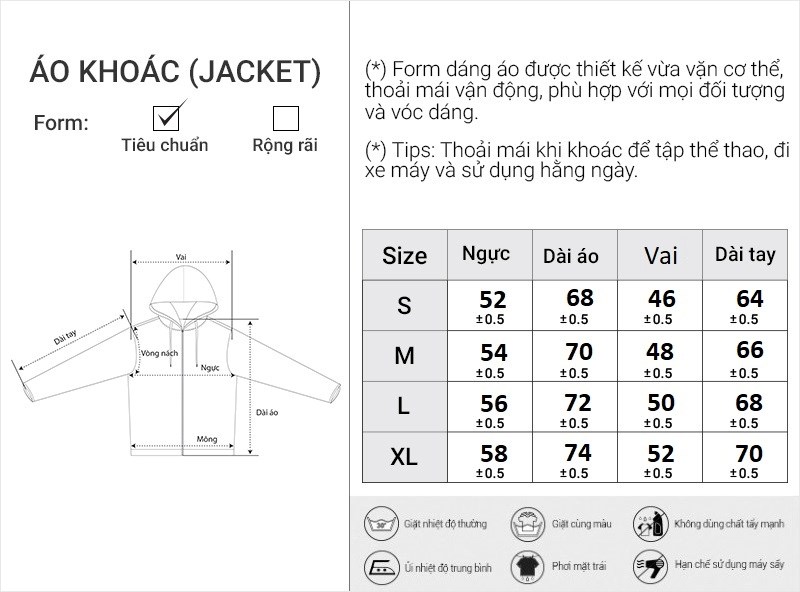 ÁO KHOÁC (JACKET)
Form:
Tiêu chuẩn
Rộng rãi
Vai
Dài tay
Vòng nách
Ngực
Dài áo
Mông
(*) Form dáng áo được thiết kế vừa vặn cơ thể,
thoải mái vận động, phù hợp với mọi đối tượng
và vóc dáng.
(*) Tips: Thoải mái khi khoác để tập thể thao, đi
xe máy và sử dụng hằng ngày.
Size Ngực Dài áo Vai Dài tay
S 52 68 46 64
±0.5 ±0.5 ±0.5 ±0.5
M 54 70 48 66
±0.5 ±0.5 ±0.5 ±0.5
L 56 72 50 68
±0.5 ±0.5 ±0.5 ±0.5
XL 58 74 52 70
±0.5 ±0.5 ±0.5 ±0.5
30° Giặt nhiệt độ thường Giặt cùng màu Không dùng chất tẩy mạnh
Ủi nhiệt độ trung bình Phơi mặt trái Hạn chế sử dụng máy sấy